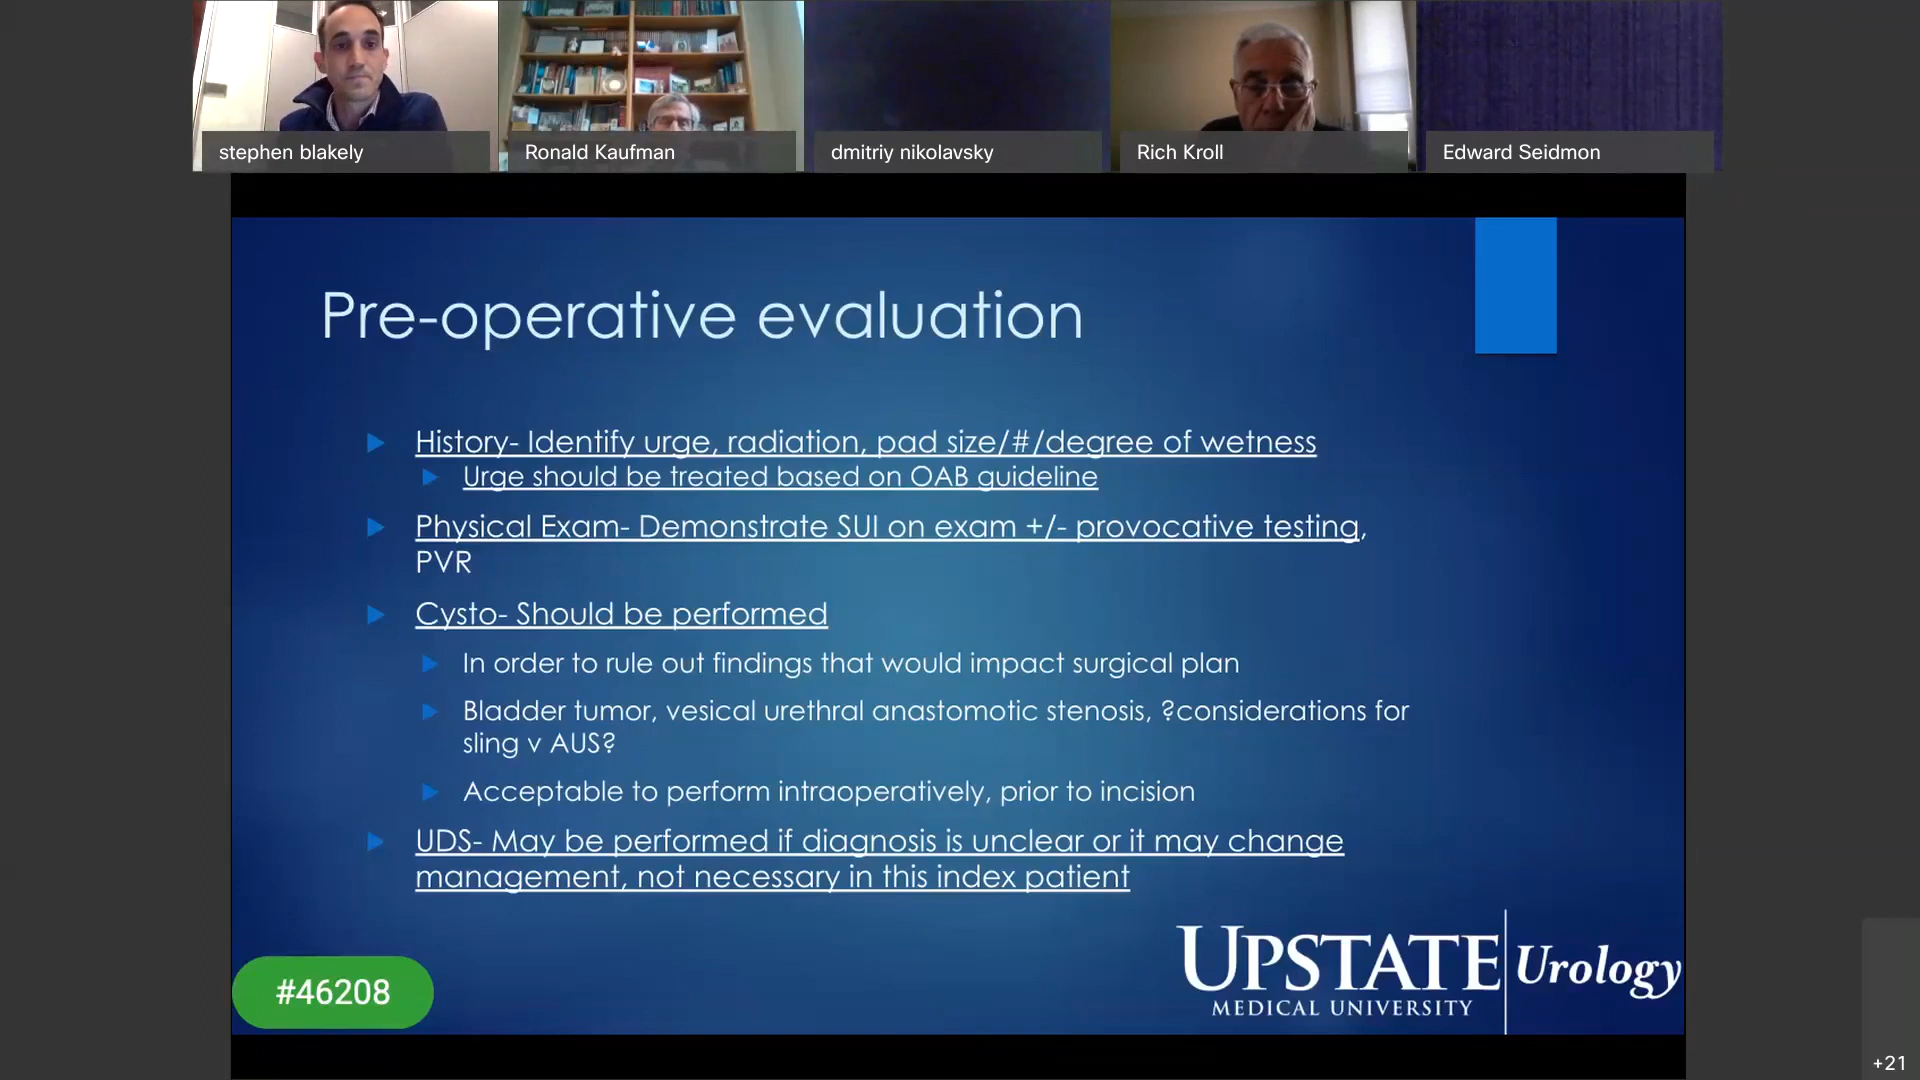 stephen blakely
Ronald Kaufman
dmitriy nikolavsky
Rich Kroll
Edward Seidmon
Pre-operative evaluation
History- Identify urge, radiation, pad size/#/degree of wetness
Urge should be treated based on OAB guideline
Physical Exam- Demonstrate SUI on exam +/- provocative testing,
PVR
Cysto- Should be performed
In order to rule out findings that would impact surgical plan
Bladder tumor, vesical urethral anastomotic stenosis, ?considerations for
sling v AUS?
Acceptable to perform intraoperatively, prior to incision
UDS- May be performed if diagnosis is unclear or it may change
management, not necessary in this index patient
UPSTATE Urology
MEDICAL UNIVERSITY
#46208
+21